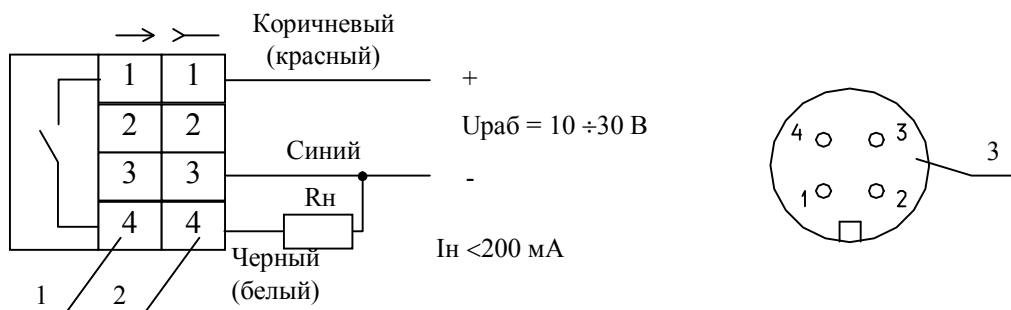 Коричневый
(красный)
1 1 +
2 2 Uраб = 10 ÷30 В
Синий
3 3 -
Rн
4 4
Черный
(белый)
Iн <200 мА
1 2
4 3
1 2
3